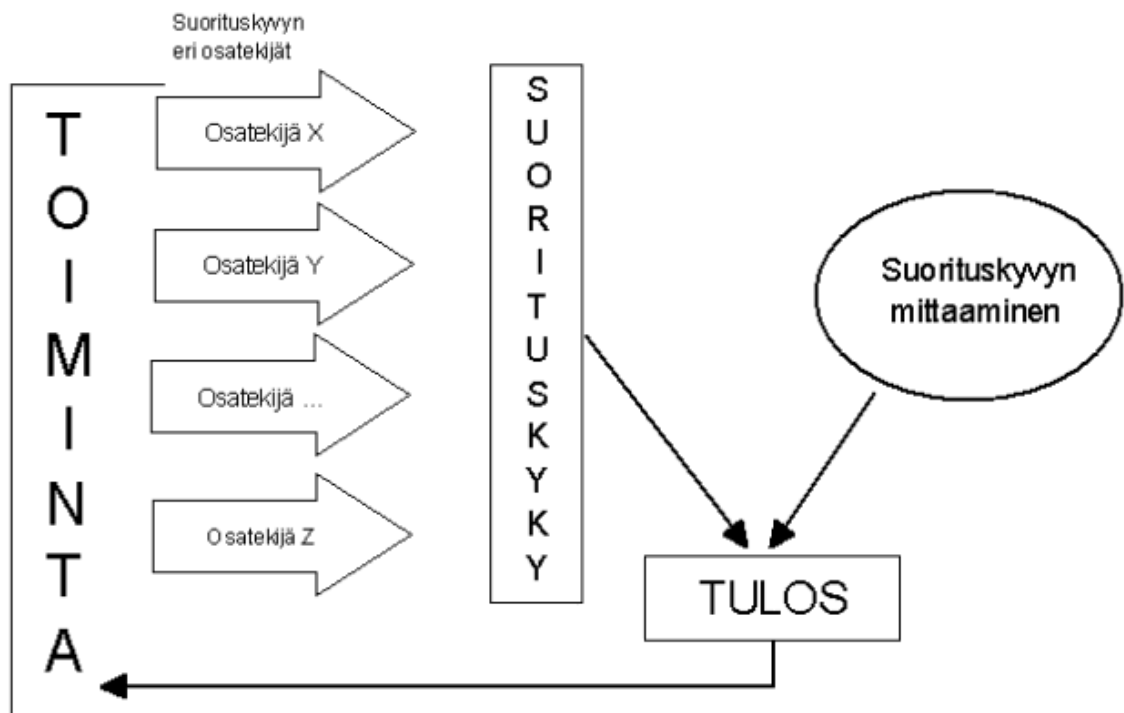 Suorituskyvyn
eri osatekijät
TOIMINTA
Osatekijä X
Osatekijä Y
Osatekijä ...
Osatekijä Z
SUORITUSKYKY
Suorituskyvyn
mittaaminen
TULOS